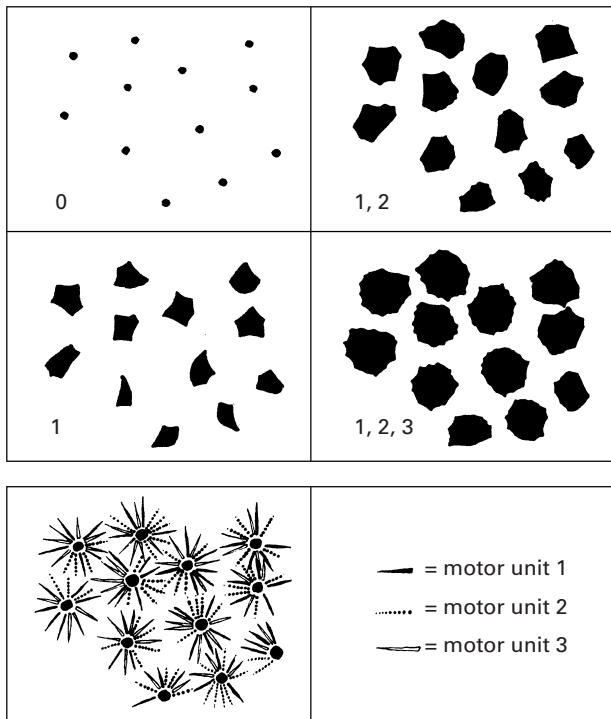 0
1, 2
1
1, 2, 3
= motor unit 1
= motor unit 2
= motor unit 3